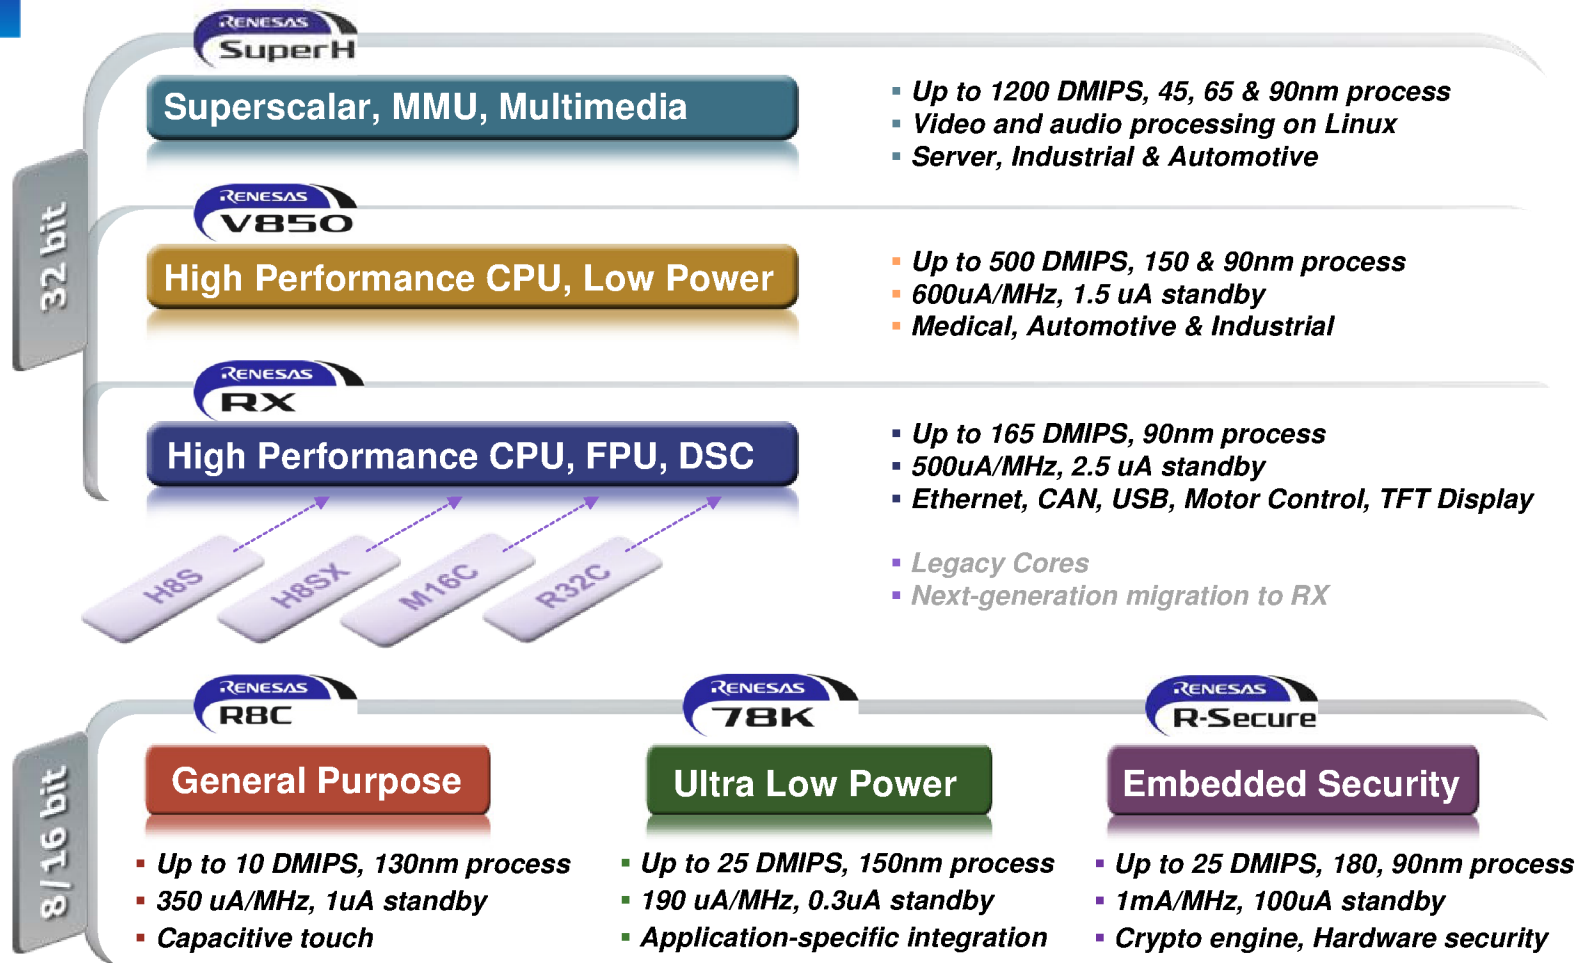 RENESAS
SuperH
Superscalar, MMU, Multimedia
▪ Up to 1200 DMIPS, 45, 65 & 90nm process
▪ Video and audio processing on Linux
▪ Server, Industrial & Automotive
32 bit
RENESAS
V850
High Performance CPU, Low Power
▪ Up to 500 DMIPS, 150 & 90nm process
▪ 600uA/MHz, 1.5 uA standby
▪ Medical, Automotive & Industrial
RENESAS
RX
High Performance CPU, FPU, DSC
▪ Up to 165 DMIPS, 90nm process
▪ 500uA/MHz, 2.5 uA standby
▪ Ethernet, CAN, USB, Motor Control, TFT Display
H8S
H8SX
M16C
R32C
▪ Legacy Cores
▪ Next-generation migration to RX
8/16 bit
RENESAS
R8C
General Purpose
▪ Up to 10 DMIPS, 130nm process
▪ 350 uA/MHz, 1uA standby
▪ Capacitive touch
RENESAS
78K
Ultra Low Power
▪ Up to 25 DMIPS, 150nm process
▪ 190 uA/MHz, 0.3uA standby
▪ Application-specific integration
RENESAS
R-Secure
Embedded Security
▪ Up to 25 DMIPS, 180, 90nm process
▪ 1mA/MHz, 100uA standby
▪ Crypto engine, Hardware security